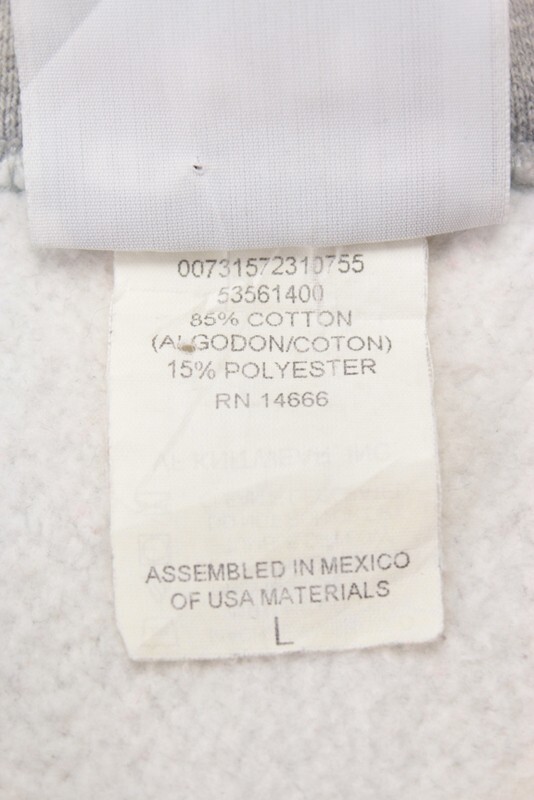 00731572310755
53561400
85% COTTON
(ALGODON/COTON)
15% POLYESTER
RN 14666
ASSEMBLED IN MEXICO
OF USA MATERIALS
L